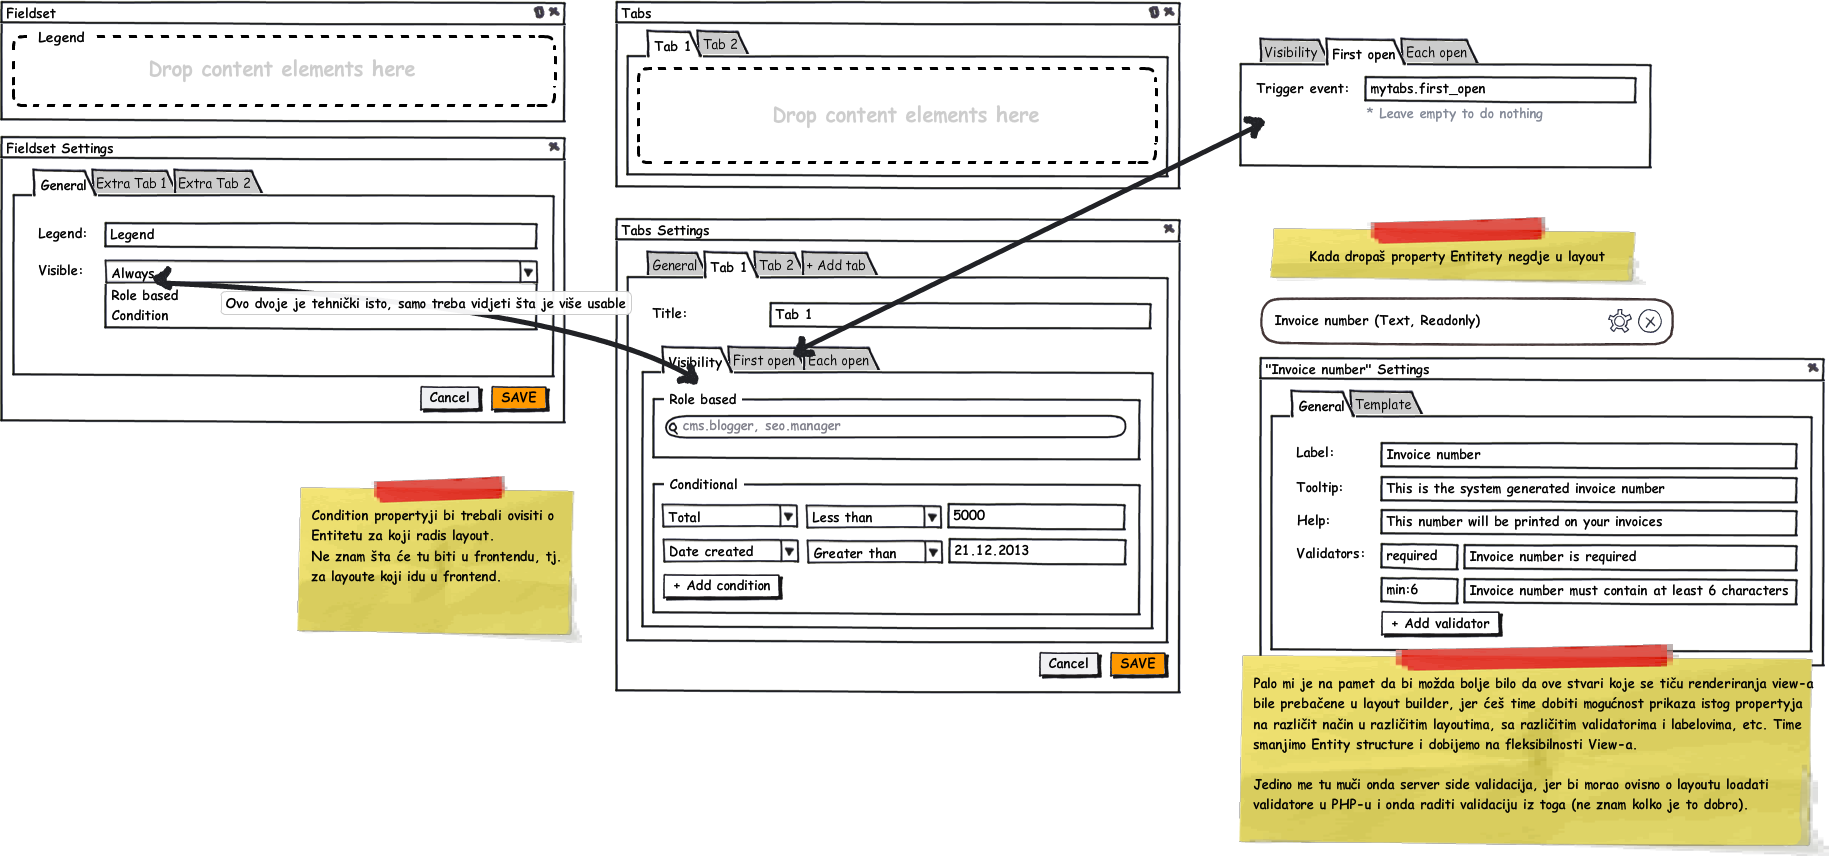 Fieldset
Legend
Drop content elements here
Fieldset Settings
General Extra Tab 1 Extra Tab 2
Legend: Legend
Visible: Always
Role based
Condition
Ovo dvoje je tehnički isto, samo treba vidjeti šta je više usable
Cancel SAVE
Condition propertyji bi trebali ovisiti o
Entitetu za koji radis layout.
Ne znam šta će tu biti u frontendu, tj.
za layoute koji idu u frontend.
Tabs
Tab 1 Tab 2
Drop content elements here
Tabs Settings
General Tab 1 Tab 2 + Add tab
Title: Tab 1
Visibility First open Each open
Role based
cms.blogger, seo.manager
Conditional
Total Less than 5000
Date created Greater than 21.12.2013
+ Add condition
Cancel SAVE
Visibility First open Each open
Trigger event: mytabs.first_open
* Leave empty to do nothing
Kada dropaš property Entitety negdje u layout
Invoice number (Text, Readonly)
"Invoice number" Settings
General Template
Label: Invoice number
Tooltip: This is the system generated invoice number
Help: This number will be printed on your invoices
Validators: required Invoice number is required
min:6 Invoice number must contain at least 6 characters
+ Add validator
Palo mi je na pamet da bi možda bolje bilo da ove stvari koje se tiču renderiranja view-a
bile prebačene u layout builder, jer ćeš time dobiti mogućnost prikaza istog propertyja
na različit način u različitim layoutima, sa različitim validatorima i labelovima, etc. Time
smanjimo Entity structure i dobijemo na fleksibilnosti View-a.
Jedino me tu muči onda server side validacija, jer bi morao ovisno o layoutu loadati
validatore u PHP-u i onda raditi validaciju iz toga (ne znam kolko je to dobro).